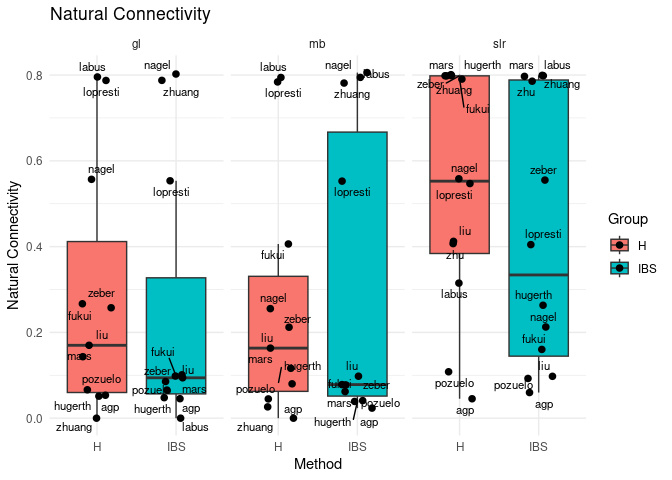 Natural Connectivity
gl
mb
slr
Natural Connectivity
0.8
0.6
0.4
0.2
0.0
labus
lopresti
nagel
zeber
fukui
liu
mars
pozuelo
hugerth
agp
zhuang
nagel
zhuang
lopresti
fukui
zeber
liu
pozuelo
mars
hugerth
agp
labus
labus
lopresti
fukui
nagel
zeber
liu
mars
hugerth
pozuelo
agp
zhuang
nagel
labus
zhuang
lopresti
liu
fukui
zeber
mars
pozuelo
hugerth
agp
mars
hugerth
zeber
zhuang
fukui
nagel
lopresti
liu
zhu
labus
pozuelo
agp
mars
labus
zhu
zhuang
zeber
lopresti
hugerth
nagel
fukui
liu
pozuelo
agp
H
IBS
H
IBS
H
IBS
Method
Group
H
IBS